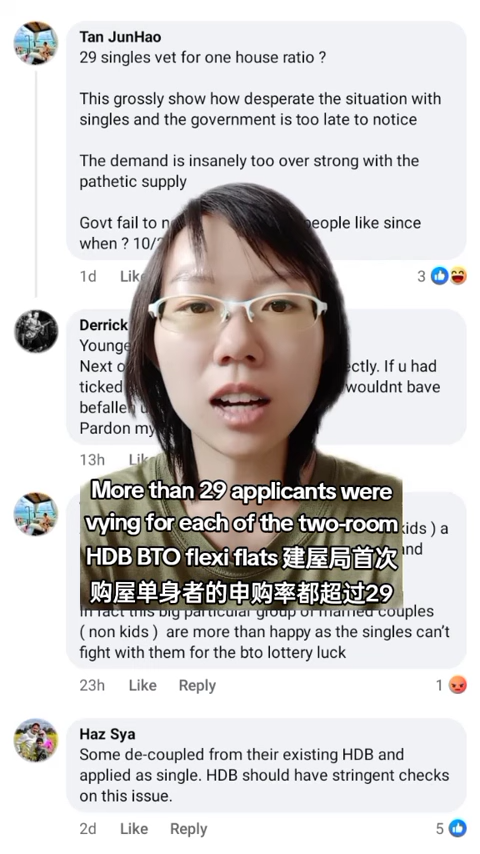 Tan JunHao
29 singles vet for one house ratio ?
This grossly show how desperate the situation with
singles and the government is too late to notice
The demand is insanely too over strong with the
pathetic supply
Govt fail to people like since
when ? 10/
1d Like 3
Derrick
Younge
Next ectly. If u had
ticked wouldnt bave
befallen
Pardon my
13h
More than 29 applicants were
vying for each of the two-room
kids ) a
HDB BTO flexi flats 建屋局首次
购屋单身者的申购率都超过29
In fact this big particular group of married couples
( non kids ) are more than happy as the singles can't
fight with them for the bto lottery luck
23h Like Reply 1
Haz Sya
Some de-coupled from their existing HDB and
applied as single. HDB should have stringent checks
on this issue.
2d Like Reply 5